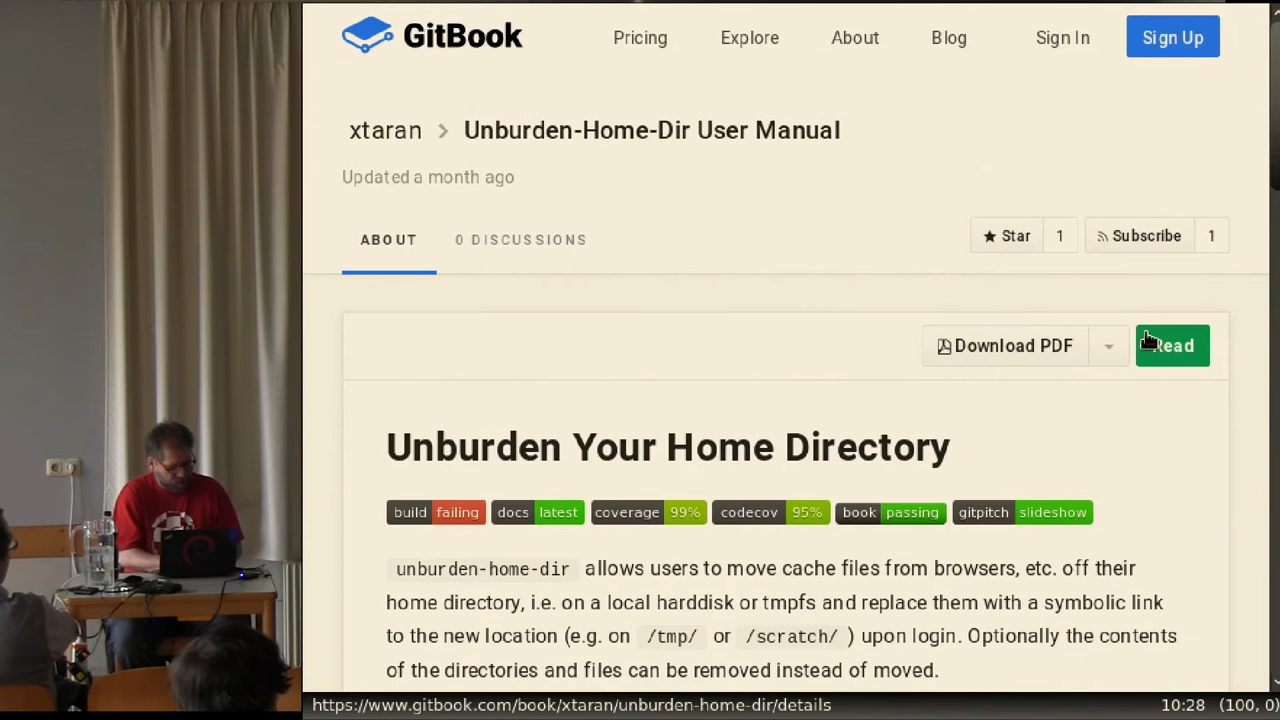 GitBook
Pricing Explore About Blog Sign In Sign Up
xtaran > Unburden-Home-Dir User Manual
Updated a month ago
ABOUT 0 DISCUSSIONS
Star 1 Subscribe 1
Download PDF Read
Unburden Your Home Directory
build failing docs latest coverage 99% codecov 95% book passing gitpitch slideshow
unburden-home-dir allows users to move cache files from browsers, etc. off their
home directory, i.e. on a local harddisk or tmpfs and replace them with a symbolic link
to the new location (e.g. on /tmp/ or /scratch/ ) upon login. Optionally the contents
of the directories and files can be removed instead of moved.
https://www.gitbook.com/book/xtaran/unburden-home-dir/details 10:28 (100, 0)